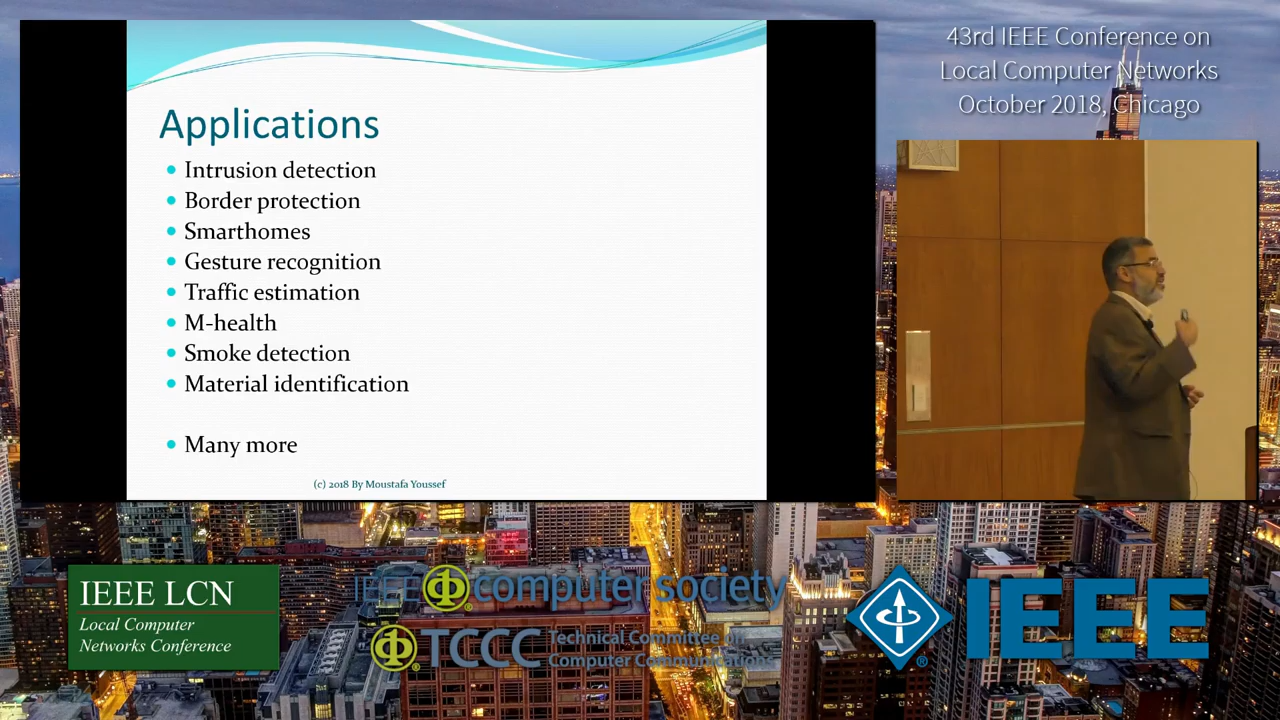 43rd IEEE Conference on
Local Computer Networks
October 2018, Chicago
Applications
Intrusion detection
Border protection
Smarthomes
Gesture recognition
Traffic estimation
M-health
Smoke detection
Material identification
Many more
(c) 2018 By Moustafa Youssef
IEEE LCN
Local Computer
Networks Conference
IEEE computer society
TCCC Technical Committee on
Computer Communications
IEEE